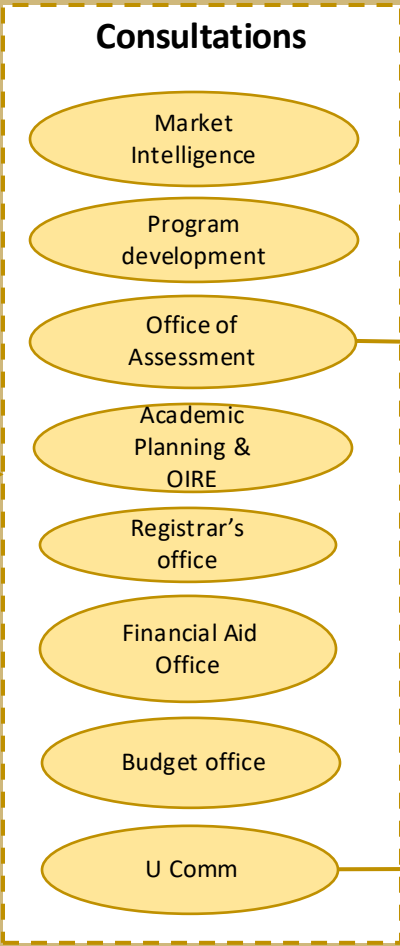 Consultations
Market
Intelligence
Program
development
Office of
Assessment
Academic
Planning &
OIRE
Registrar’s
office
Financial Aid
Office
Budget office
U Comm